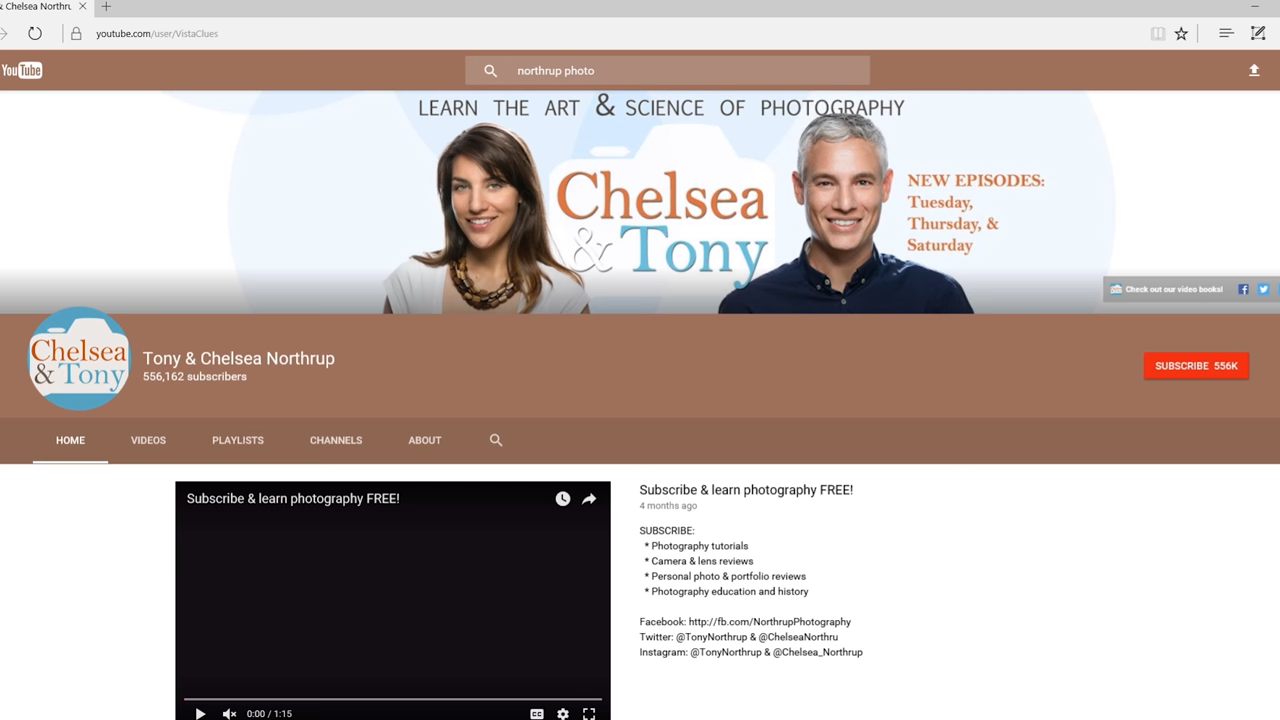 & Chelsea Northru
youtube.com/user/VistaClues
YouTube
northrup photo
LEARN THE ART & SCIENCE OF PHOTOGRAPHY
Chelsea
& Tony
NEW EPISODES:
Tuesday,
Thursday, &
Saturday
Check out our video books!
Chelsea
& Tony
Tony & Chelsea Northrup
556,162 subscribers
SUBSCRIBE 556K
HOME VIDEOS PLAYLISTS CHANNELS ABOUT
Subscribe & learn photography FREE!
0:00 / 1:15
CC
Subscribe & learn photography FREE!
4 months ago
SUBSCRIBE:
* Photography tutorials
* Camera & lens reviews
* Personal photo & portfolio reviews
* Photography education and history
Facebook: http://fb.com/NorthrupPhotography
Twitter: @TonyNorthrup & @ChelseaNorthru
Instagram: @TonyNorthrup & @Chelsea_Northrup